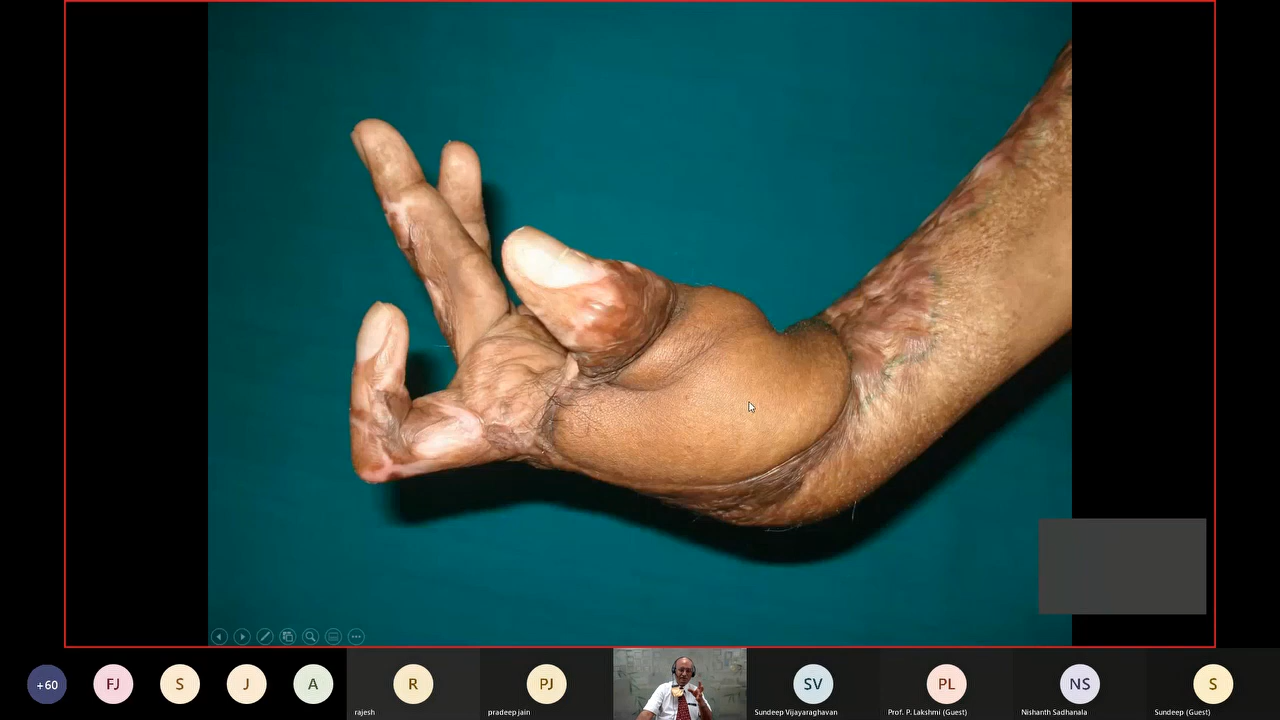 +60
FJ
S
J
A
R
PJ
SV
PL
NS
S
rajesh
pradeep jain
Sundeep Vijayaraghavan
Prof. P. Lakshmi (Guest)
Nishanth Sadhanala
Sundeep (Guest)